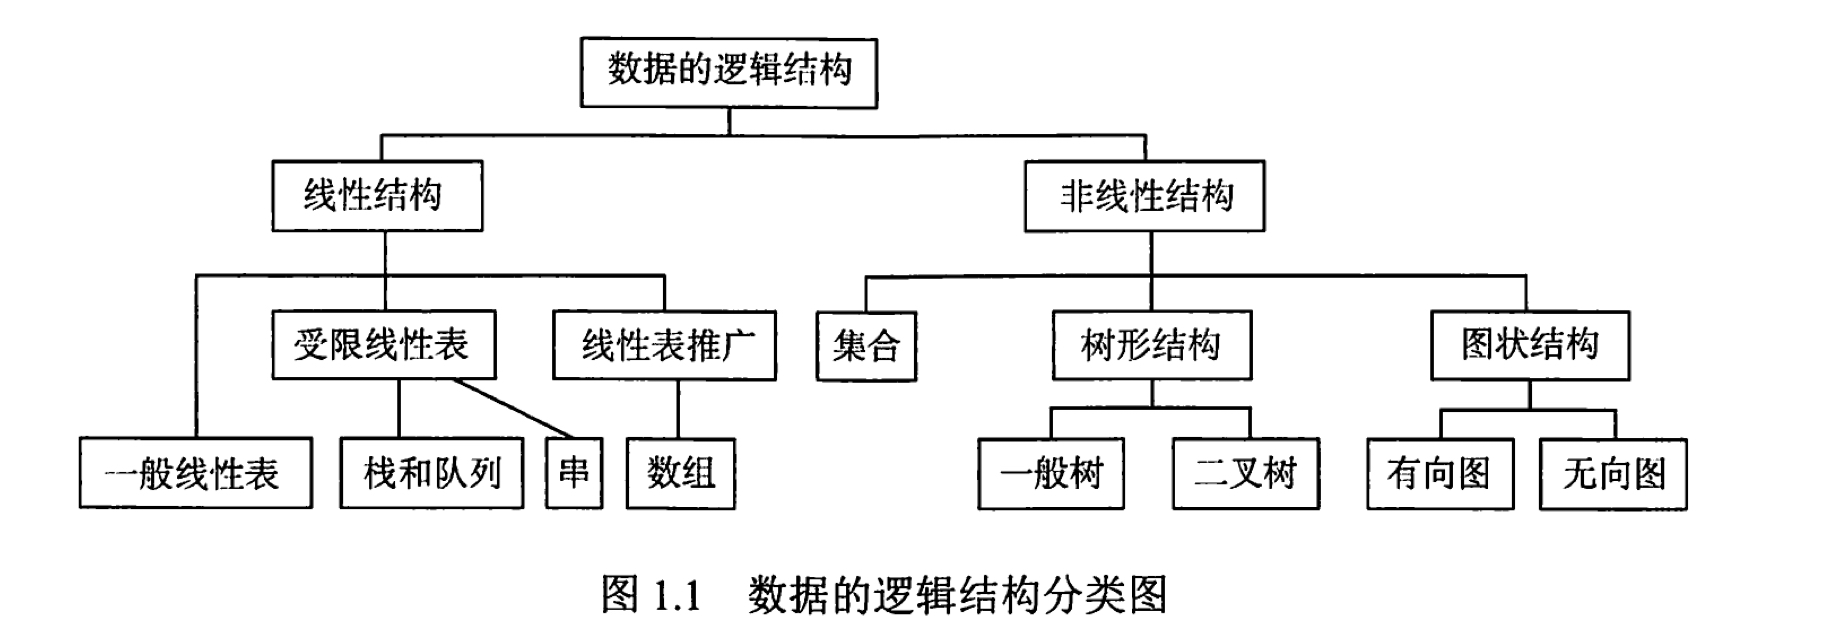 数据的逻辑结构
线性结构 非线性结构
受限线性表 线性表推广 集合 树形结构 图状结构
一般线性表 栈和队列 串 数组 一般树 二叉树 有向图 无向图
图 1.1 数据的逻辑结构分类图